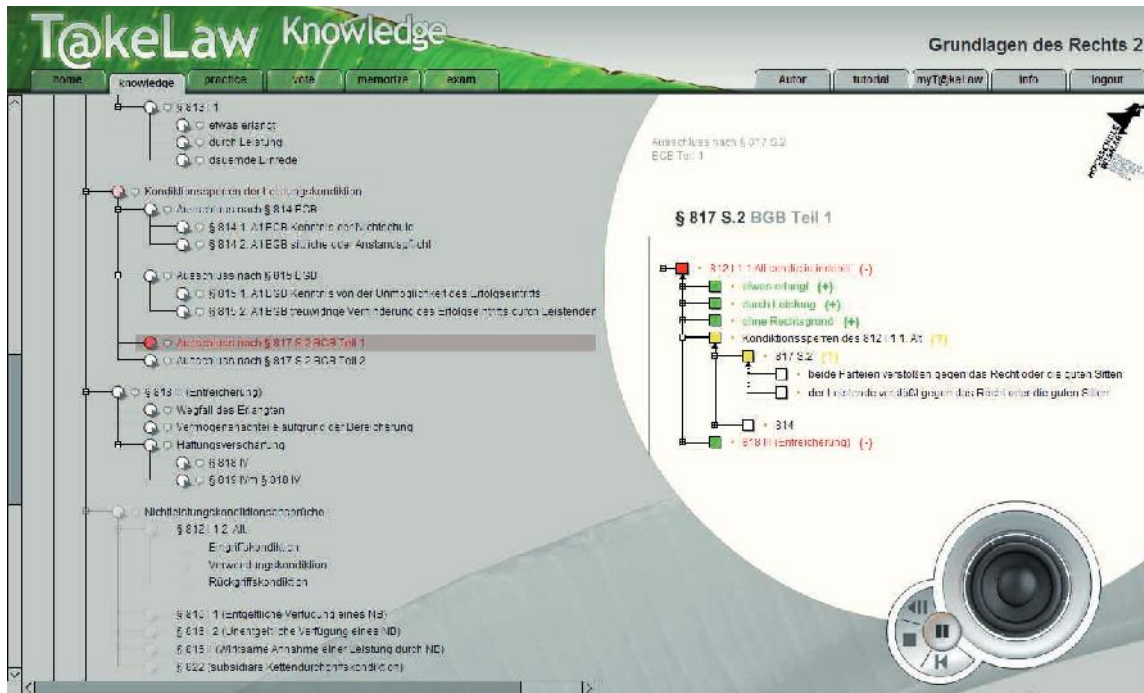 T@keLaw Knowledge
Grundlagen des Rechts 2
home
knowledge
practice
vote
memorize
exam
Autor
tutorial
myT@keLaw
info
logout
§ 813 I 1
etwas erlangt
durch Leistung
dauernde Einrede
Kondiktionssperren der Leistungskondiktion
Ausschluss nach § 814 BGB
§ 814 1. Alt BGB Kenntnis der Nichtschuld
§ 814 2. Alt BGB sittliche oder Anstandspflicht
Ausschluss nach § 815 BGB
§ 815 1. Alt BGB Kenntnis von der Unmöglichkeit des Erfolgseintritts
§ 815 2. Alt BGB treuwidrige Verhinderung des Erfolgseintritts durch Leistenden
Ausschluss nach § 817 S.2 BGB Teil 1
Ausschluss nach § 817 S.2 BGB Teil 2
§ 818 III (Entreicherung)
Wegfall des Erlangten
Vermögensnachteile aufgrund der Bereicherung
Haftungsverschärfung
§ 818 IV
§ 819 iVm § 818 IV
Nichtleistungskondiktionsansprüche
§ 812 I 1 2. Alt.
Eingriffskondiktion
Verwendungskondiktion
Rückgriffskondiktion
§ 816 I 1 (Entgeltliche Verfügung eines NB)
§ 816 I 2 (Unentgeltliche Verfügung eines NB)
§ 816 II (Wirksame Annahme einer Leistung durch NB)
§ 822 (subsidiäre Kettendurchgriffskondiktion)
Ausschluss nach § 817 S.2
BGB Teil 1
HOCHSCHULE
WISMAR
§ 817 S.2 BGB Teil 1
812 I 1 1.Alt condictio indebiti (-)
etwas erlangt (+)
durch Leistung (+)
ohne Rechtsgrund (+)
Kondiktionssperren des 812 I 1 1. Alt (?)
817 S.2 (?)
beide Parteien verstoßen gegen das Recht oder die guten Sitten
der Leistende verstößt gegen das Recht oder die guten Sitten
814
818 III (Entreicherung) (-)